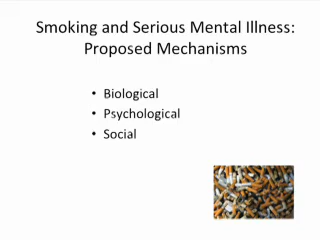 Smoking and Serious Mental Illness:
Proposed Mechanisms
• Biological
• Psychological
• Social